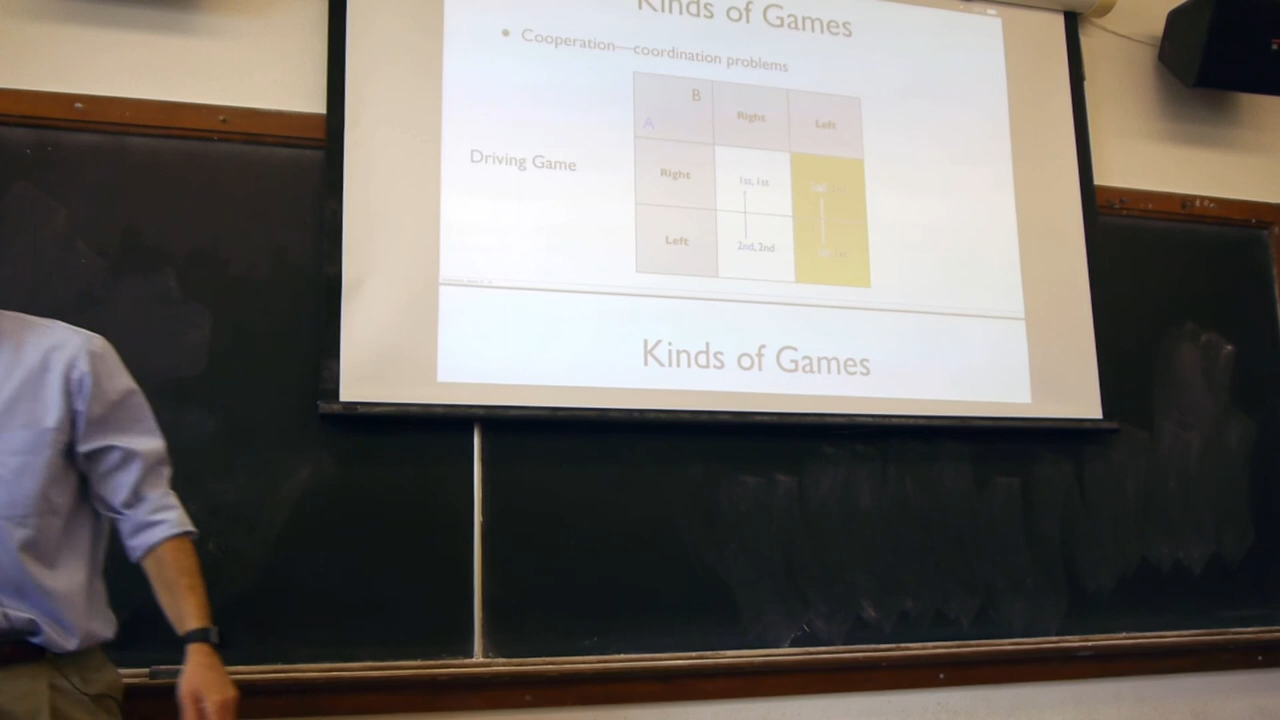 Kinds of Games
• Cooperation—coordination problems
B
A
Right
Left
Driving Game
Right
1st, 1st
Left
2nd, 2nd
Kinds of Games